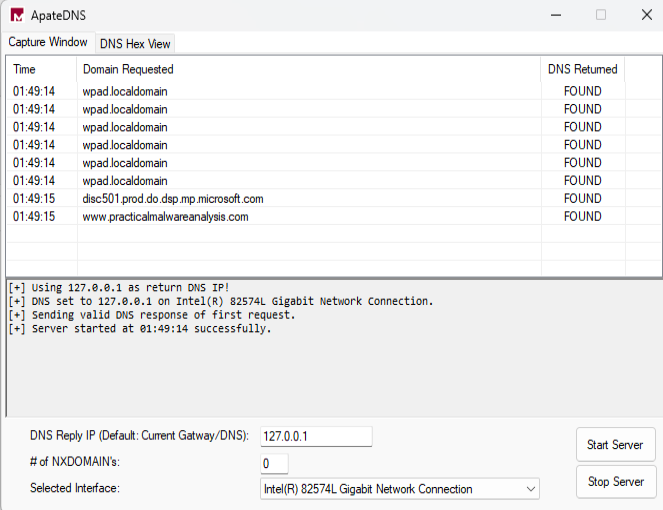 ApateDNS
Capture Window DNS Hex View
Time Domain Requested DNS Returned
01:49:14 wpad.localdomain FOUND
01:49:14 wpad.localdomain FOUND
01:49:14 wpad.localdomain FOUND
01:49:14 wpad.localdomain FOUND
01:49:14 wpad.localdomain FOUND
01:49:14 wpad.localdomain FOUND
01:49:15 disc501.prod.do.dsp.mp.microsoft.com FOUND
01:49:15 www.practicalmalwareanalysis.com FOUND
[+] Using 127.0.0.1 as return DNS IP!
[+] DNS set to 127.0.0.1 on Intel(R) 82574L Gigabit Network Connection.
[+] Sending valid DNS response of first request.
[+] Server started at 01:49:14 successfully.
DNS Reply IP (Default: Current Gatway/DNS): 127.0.0.1
Start Server
# of NXDOMAIN's: 0
Stop Server
Selected Interface: Intel(R) 82574L Gigabit Network Connection